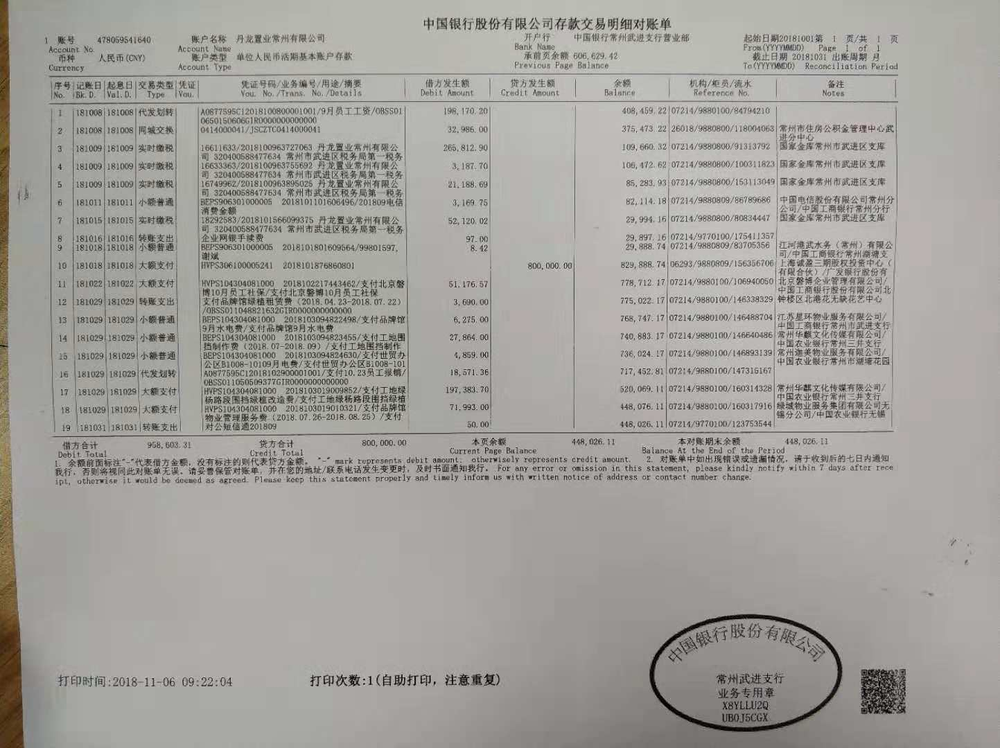 中国银行股份有限公司存款交易明细对账单
1 账号 478059541640 账户名称 丹龙置业常州有限公司 开户行 中国银行常州武进支行营业部 起始日期20181001第 1 页/共 1 页
Account No. Account Name Bank Name From(YYYYMMDD) Page 1 of 1
币种 人民币(CNY) 账户类型 单位人民币活期基本账户存款 承前页余额 606,629.42 截止日期 20181031 出账周期 月
Currency Account Type Previous Page Balance To(YYYYMMDD) Reconciliation Period
序号 记账日 起息日 交易类型 凭证 凭证号码/业务编号/用途/摘要 借方发生额 贷方发生额 余额 机构/柜员/流水 备注
No. Bk.D. Val.D. Type Vou. Vou. No./Trans. No./Details Debit Amount Credit Amount Balance Reference No. Notes
1 181008 181008 代发划转 A0877595C12018100800001001/9月员工工资/OBSS01 198,170.20 408,459.22 07214/9880100/84794210
0650150606GIR0000000000000
2 181008 181008 同城交换 0414000041/JSCZTC0414000041 32,986.00 375,473.22 26018/9880800/118004063 常州市住房公积金管理中心武
进分中心
3 181009 181009 实时缴税 16611633/2018100963727063 丹龙置业常州有限公 265,812.90 109,660.32 07214/9880800/91313792 国家金库常州市武进区支库
司 320400588477634 常州市武进区税务局第一税务
4 181009 181009 实时缴税 16633363/2018100963755692 丹龙置业常州有限公 3,187.70 106,472.62 07214/9880800/100311823 国家金库常州市武进区支库
司 320400588477634 常州市武进区税务局第一税务
5 181009 181009 实时缴税 16749962/2018100963895025 丹龙置业常州有限公 21,188.69 85,283.93 07214/9880800/153113049 国家金库常州市武进区支库
司 320400588477634 常州市武进区税务局第一税务
6 181011 181011 小额普通 BEPS906301000005 2018101101606496/201809电信 3,169.75 82,114.18 07214/9880809/86789686 中国电信股份有限公司常州分
消费金额 公司/中国工商银行常州分行
7 181015 181015 实时缴税 18292583/2018101566099375 丹龙置业常州有限公 52,120.02 29,994.16 07214/9880800/80834447 国家金库常州市武进区支库
司 320400588477634 常州市武进区税务局第一税务
8 181016 181016 转账支出 企业网银手续费 97.00 29,897.16 07214/9770100/175411357
9 181018 181018 小额普通 BEPS906301000005 2018101801609564/99801597, 8.42 29,888.74 07214/9880809/83705356 江河港武水务（常州）有限公
谢斌 司/中国工商银行常州湖塘支
10 181018 181018 大额支付 HVPS306100005241 2018101876860801 800,000.00 829,888.74 06293/9880809/156356706 上海诚盈三期股权投资中心（
有限合伙）/广发银行股份有
11 181022 181022 大额支付 HVPS104304081000 2018102217443462/支付北京磐 51,176.57 778,712.17 07214/9880100/106940050 北京磐博企业管理有限公司/
博10月员工社保/支付北京磐博10月员工社保 中国工商银行股份有限公司北
12 181029 181029 转账支出 支付品牌馆绿植租赁费（2018.04.23-2018.07.22） 3,690.00 775,022.17 07214/9880100/146338329 钟楼区北港花无缺花艺中心
/OBSS011048821632GIR0000000000000
13 181029 181029 小额普通 BEPS104304081000 2018103094822498/支付品牌馆 6,275.00 768,747.17 07214/9880100/146488704 江苏星环物业服务有限公司/
9月水电费/支付品牌馆9月水电费 中国工商银行常州市武进支行
14 181029 181029 小额普通 BEPS104304081000 2018103094823455/支付工地围 27,864.00 740,883.17 07214/9880100/146640486 常州华麒文化传媒有限公司/
挡制作费（2018.07-2018.09）/支付工地围挡制作 中国农业银行常州三井支行
15 181029 181029 小额普通 BEPS104304081000 2018103094824630/支付世贸办 4,859.00 736,024.17 07214/9880100/146893139 常州迦美物业服务有限公司/
公区B1008-10109月电费/支付世贸办公区B1008-101 中国农业银行常州市湖塘花园
16 181029 181029 代发划转 A0877595C12018102900001001/支付10.23员工报销/ 18,571.36 717,452.81 07214/9880100/147315167
OBSS011050509377GIR0000000000000
17 181029 181029 大额支付 HVPS104304081000 2018103019009852/支付工地绿 197,383.70 520,069.11 07214/9880100/160314328 常州华麒文化传媒有限公司/
杨路段围挡绿植改造费/支付工地绿杨路段围挡绿植 中国农业银行常州三井支行
18 181029 181029 大额支付 HVPS104304081000 2018103019010321/支付品牌馆 71,993.00 448,076.11 07214/9880100/160317916 绿城物业服务集团有限公司无
物业管理服务费（2018.07.26-2018.08.25）/支付 锡分公司/中国农业银行无锡
19 181031 181031 转账支出 对公短信通201809 50.00 448,026.11 07214/9770100/123753544
借方合计 958,603.31 贷方合计 800,000.00 本页余额 448,026.11 本对账期末余额 448,026.11
Debit Total Credit Total Current Page Balance Balance At the End of the Period
1. 余额前面标注"-"代表借方金额，没有标注的则代表贷方金额。 "-" mark represents debit amount; otherwisely represents credit amount. 2. 对账单中如出现错误或遗漏情况，请于收到后的七日内通知
我行，否则将视同此对账单无误。请妥善保管对账单，并在您的地址/联系电话发生变更时，及时书面通知我行。 For any error or omission in this statement, please kindly notify within 7 days after rece
ipt, otherwise it would be deemed as agreed. Please keep this statement properly and timely inform us with written notice of address or contact number change.
打印时间:2018-11-06 09:22:04 打印次数:1(自助打印，注意重复)
中国银行股份有限公司
常州武进支行
业务专用章
X8YLLU2Q
UB0J5CGX